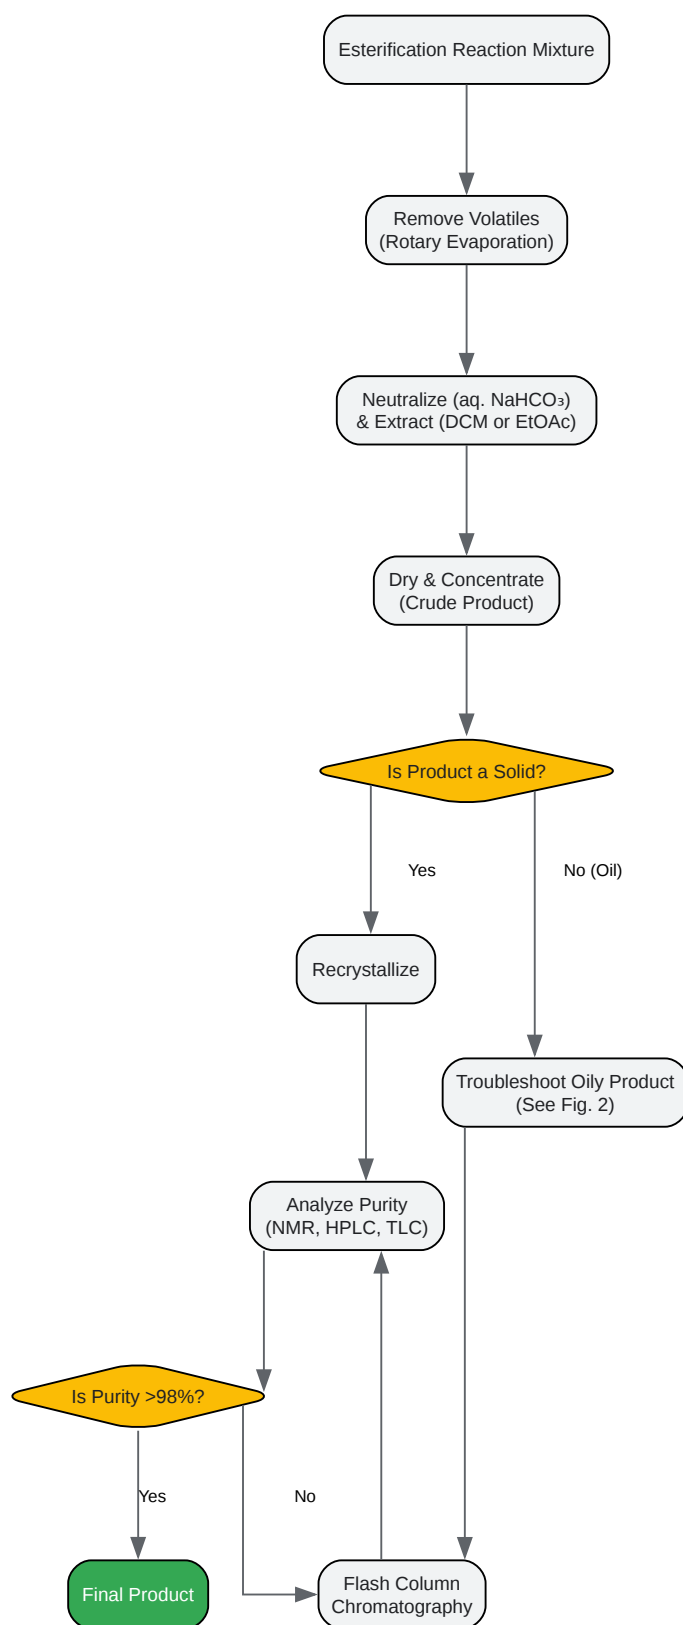 Esterification Reaction Mixture
Remove Volatiles
(Rotary Evaporation)
Neutralize (aq. NaHCO₃)
& Extract (DCM or EtOAc)
Dry & Concentrate
(Crude Product)
Is Product a Solid?
Yes
No (Oil)
Recrystallize
Troubleshoot Oily Product
(See Fig. 2)
Analyze Purity
(NMR, HPLC, TLC)
Is Purity >98%?
Yes
No
Final Product
Flash Column
Chromatography